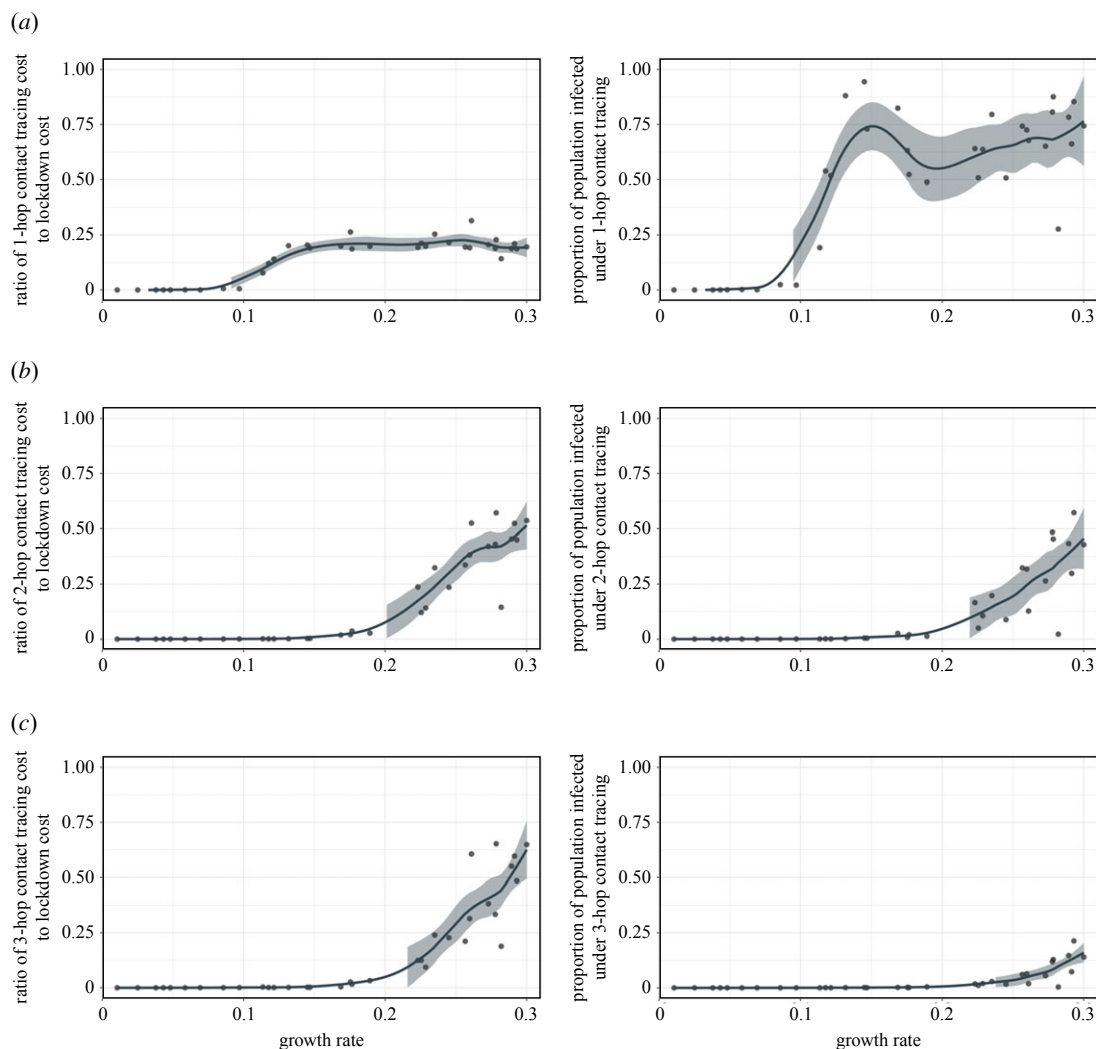 (a)
ratio of 1-hop contact tracing cost
to lockdown cost
1.00
0.75
0.50
0.25
0
0 0.1 0.2 0.3
proportion of population infected
under 1-hop contact tracing
1.00
0.75
0.50
0.25
0
0 0.1 0.2 0.3
(b)
ratio of 2-hop contact tracing cost
to lockdown cost
1.00
0.75
0.50
0.25
0
0 0.1 0.2 0.3
proportion of population infected
under 2-hop contact tracing
1.00
0.75
0.50
0.25
0
0 0.1 0.2 0.3
(c)
ratio of 3-hop contact tracing cost
to lockdown cost
1.00
0.75
0.50
0.25
0
0 0.1 0.2 0.3
growth rate
proportion of population infected
under 3-hop contact tracing
1.00
0.75
0.50
0.25
0
0 0.1 0.2 0.3
growth rate